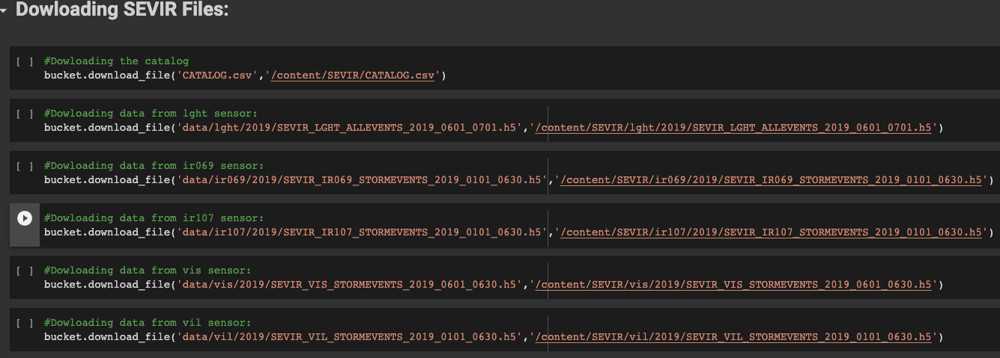 Dowloading SEVIR Files:
[ ] #Dowloading the catalog
bucket.download_file('CATALOG.csv','/content/SEVIR/CATALOG.csv')
[ ] #Dowloading data from lght sensor:
bucket.download_file('data/lght/2019/SEVIR_LGHT_ALLEVENTS_2019_0601_0701.h5','/content/SEVIR/lght/2019/SEVIR_LGHT_ALLEVENTS_2019_0601_0701.h5')
[ ] #Dowloading data from ir069 sensor:
bucket.download_file('data/ir069/2019/SEVIR_IR069_STORMEVENTS_2019_0101_0630.h5','/content/SEVIR/ir069/2019/SEVIR_IR069_STORMEVENTS_2019_0101_0630.h5')
#Dowloading data from ir107 sensor:
bucket.download_file('data/ir107/2019/SEVIR_IR107_STORMEVENTS_2019_0101_0630.h5','/content/SEVIR/ir107/2019/SEVIR_IR107_STORMEVENTS_2019_0101_0630.h5')
[ ] #Dowloading data from vis sensor:
bucket.download_file('data/vis/2019/SEVIR_VIS_STORMEVENTS_2019_0601_0630.h5','/content/SEVIR/vis/2019/SEVIR_VIS_STORMEVENTS_2019_0601_0630.h5')
[ ] #Dowloading data from vil sensor:
bucket.download_file('data/vil/2019/SEVIR_VIL_STORMEVENTS_2019_0101_0630.h5','/content/SEVIR/vil/2019/SEVIR_VIL_STORMEVENTS_2019_0101_0630.h5')